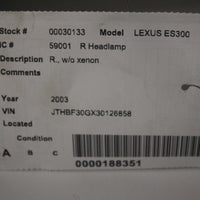 Stock # 00030133 Model LEXUS ES300
IC # 59001 R Headlamp
Description R., w/o xenon
Comments
Year 2003
VIN JTHBF30GX30126858
Located
Condition
A B C
0000188351